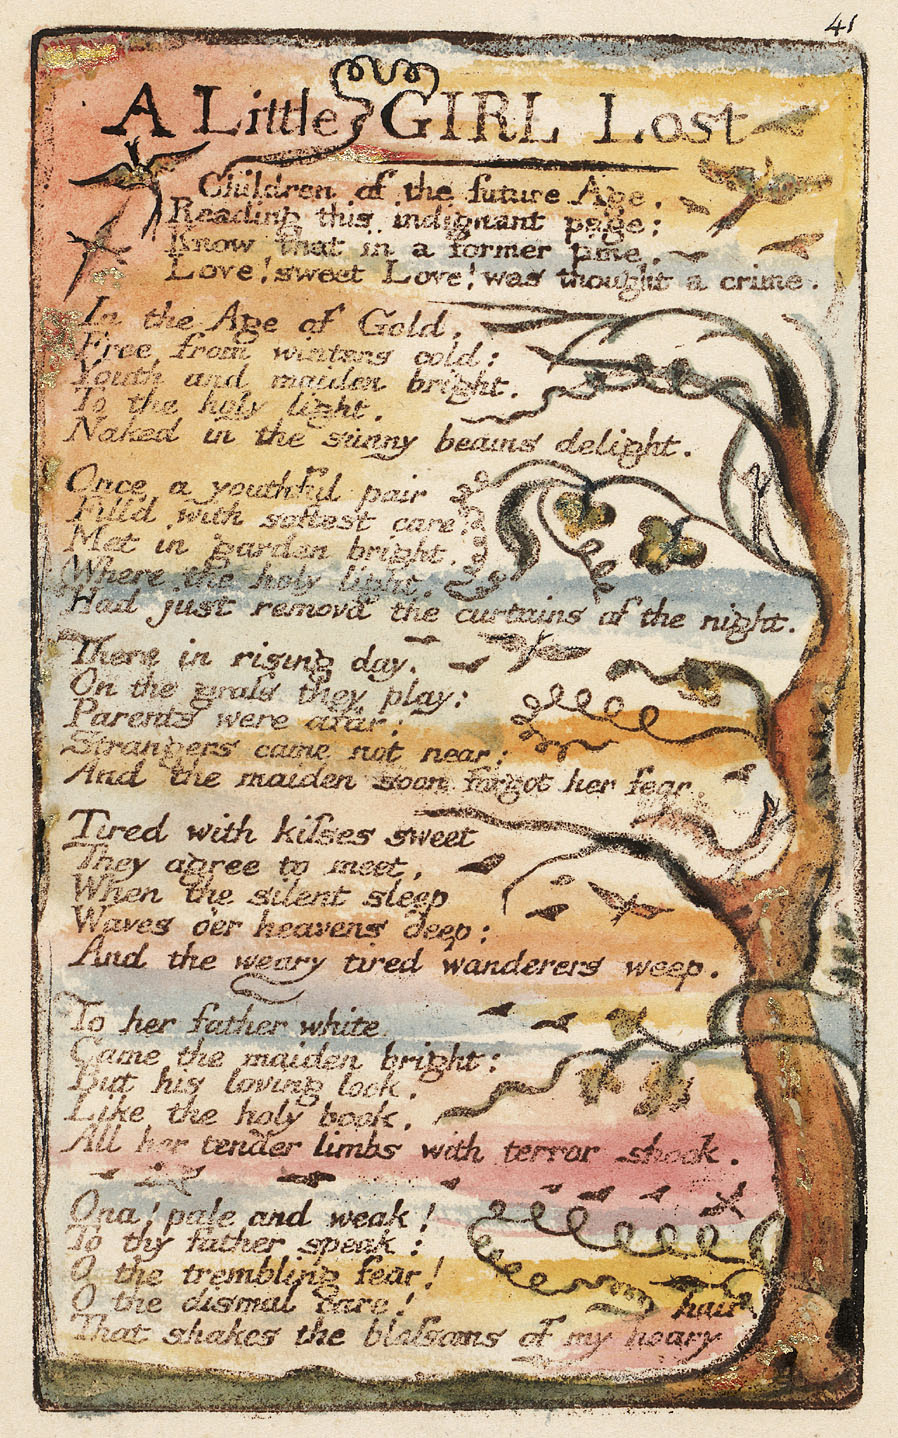 41
A Little GIRL Lost
Children of the future Age,
Reading this indignant page;
Know that in a former time,
Love! sweet Love! was thought a crime.
In the Age of Gold,
Free from winters cold:
Youth and maiden bright,
To the holy light,
Naked in the sunny beams delight.
Once a youthful pair
Fill'd with softest care:
Met in garden bright,
Where the holy light,
Had just remov'd the curtains of the night.
There in rising day,
On the grass they play:
Parents were afar:
Strangers came not near:
And the maiden soon forgot her fear.
Tired with kisses sweet
They agree to meet,
When the silent sleep
Waves o'er heavens deep:
And the weary tired wanderers weep.
To her father white
Came the maiden bright:
But his loving look,
Like the holy book,
All her tender limbs with terror shook.
Ona! pale and weak!
To thy father speak:
O the trembling fear!
O the dismal care!
That shakes the blossoms of my hoary
hair.